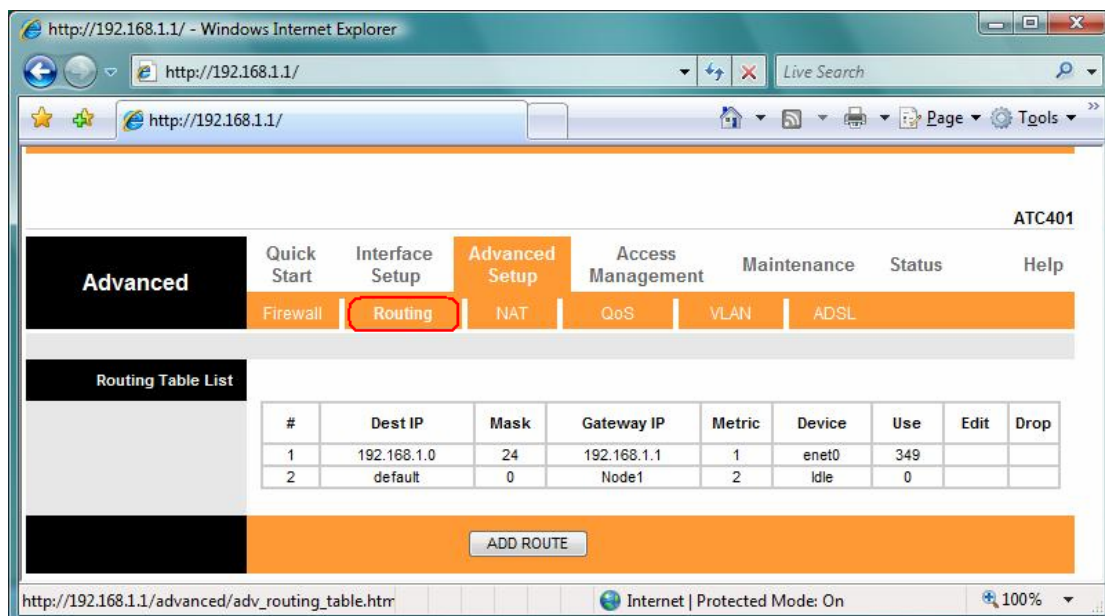 http://192.168.1.1/ - Windows Internet Explorer
http://192.168.1.1/ Live Search
http://192.168.1.1/ Page Tools
ATC401
Advanced
Quick Start Interface Setup Advanced Setup Access Management Maintenance Status Help
Firewall Routing NAT QoS VLAN ADSL
Routing Table List
# Dest IP Mask Gateway IP Metric Device Use Edit Drop
1 192.168.1.0 24 192.168.1.1 1 enet0 349
2 default 0 Node1 2 Idle 0
ADD ROUTE
http://192.168.1.1/advanced/adv_routing_table.htm Internet | Protected Mode: On 100%